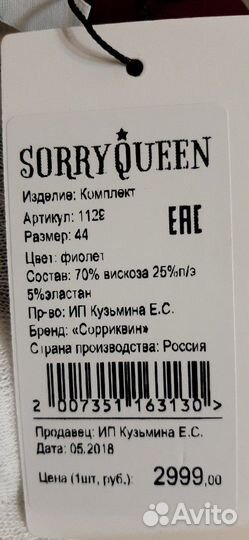 SORRYQUEEN
Изделие: Комплект
Артикул: 1129
Размер: 44
EAC
Цвет: фиолет
Состав: 70% вискоза 25%п/э
5%эластан
Пр-во: ИП Кузьмина Е.С.
Бренд: «Сорриквин»
Страна производства: Россия
2 007351 163130 >
Продавец: ИП Кузьмина Е.С.
Дата: 05.2018
Цена (1шт, руб.): 2999,00
Avito